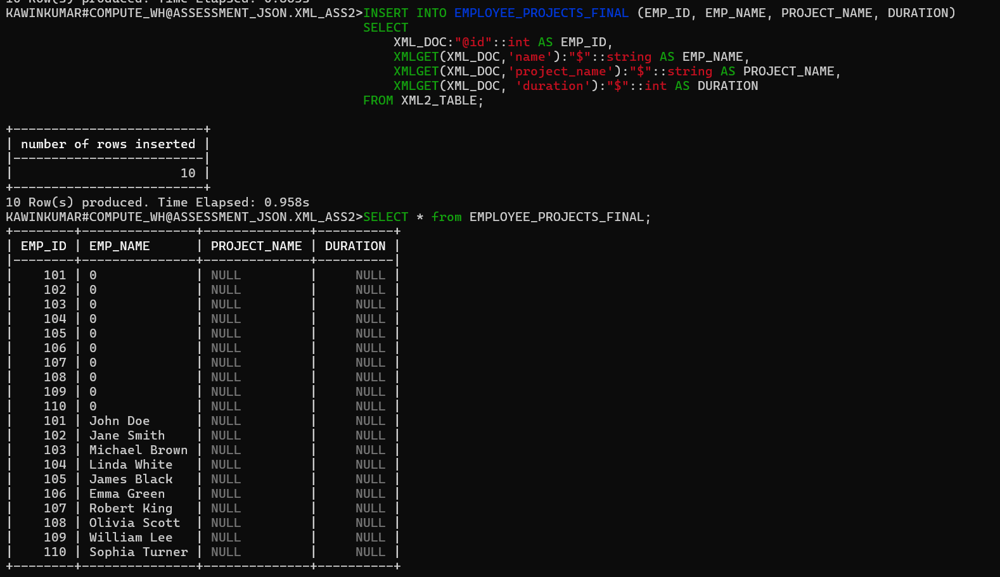 10 Row(s) produced. Time Elapsed: 0.885s
KAWINKUMAR#COMPUTE_WH@ASSESSMENT_JSON.XML_ASS2>INSERT INTO EMPLOYEE_PROJECTS_FINAL (EMP_ID, EMP_NAME, PROJECT_NAME, DURATION)
SELECT
XML_DOC:"@id"::int AS EMP_ID,
XMLGET(XML_DOC,'name'):"$"::string AS EMP_NAME,
XMLGET(XML_DOC,'project_name'):"$"::string AS PROJECT_NAME,
XMLGET(XML_DOC, 'duration'):"$"::int AS DURATION
FROM XML2_TABLE;
+-------------------------+
| number of rows inserted |
|-------------------------|
| 10 |
+-------------------------+
10 Row(s) produced. Time Elapsed: 0.958s
KAWINKUMAR#COMPUTE_WH@ASSESSMENT_JSON.XML_ASS2>SELECT * from EMPLOYEE_PROJECTS_FINAL;
+--------+---------------+--------------+----------+
| EMP_ID | EMP_NAME | PROJECT_NAME | DURATION |
|--------+---------------+--------------+----------|
| 101 | 0 | NULL | NULL |
| 102 | 0 | NULL | NULL |
| 103 | 0 | NULL | NULL |
| 104 | 0 | NULL | NULL |
| 105 | 0 | NULL | NULL |
| 106 | 0 | NULL | NULL |
| 107 | 0 | NULL | NULL |
| 108 | 0 | NULL | NULL |
| 109 | 0 | NULL | NULL |
| 110 | 0 | NULL | NULL |
| 101 | John Doe | NULL | NULL |
| 102 | Jane Smith | NULL | NULL |
| 103 | Michael Brown | NULL | NULL |
| 104 | Linda White | NULL | NULL |
| 105 | James Black | NULL | NULL |
| 106 | Emma Green | NULL | NULL |
| 107 | Robert King | NULL | NULL |
| 108 | Olivia Scott | NULL | NULL |
| 109 | William Lee | NULL | NULL |
| 110 | Sophia Turner | NULL | NULL |
+--------+---------------+--------------+----------+